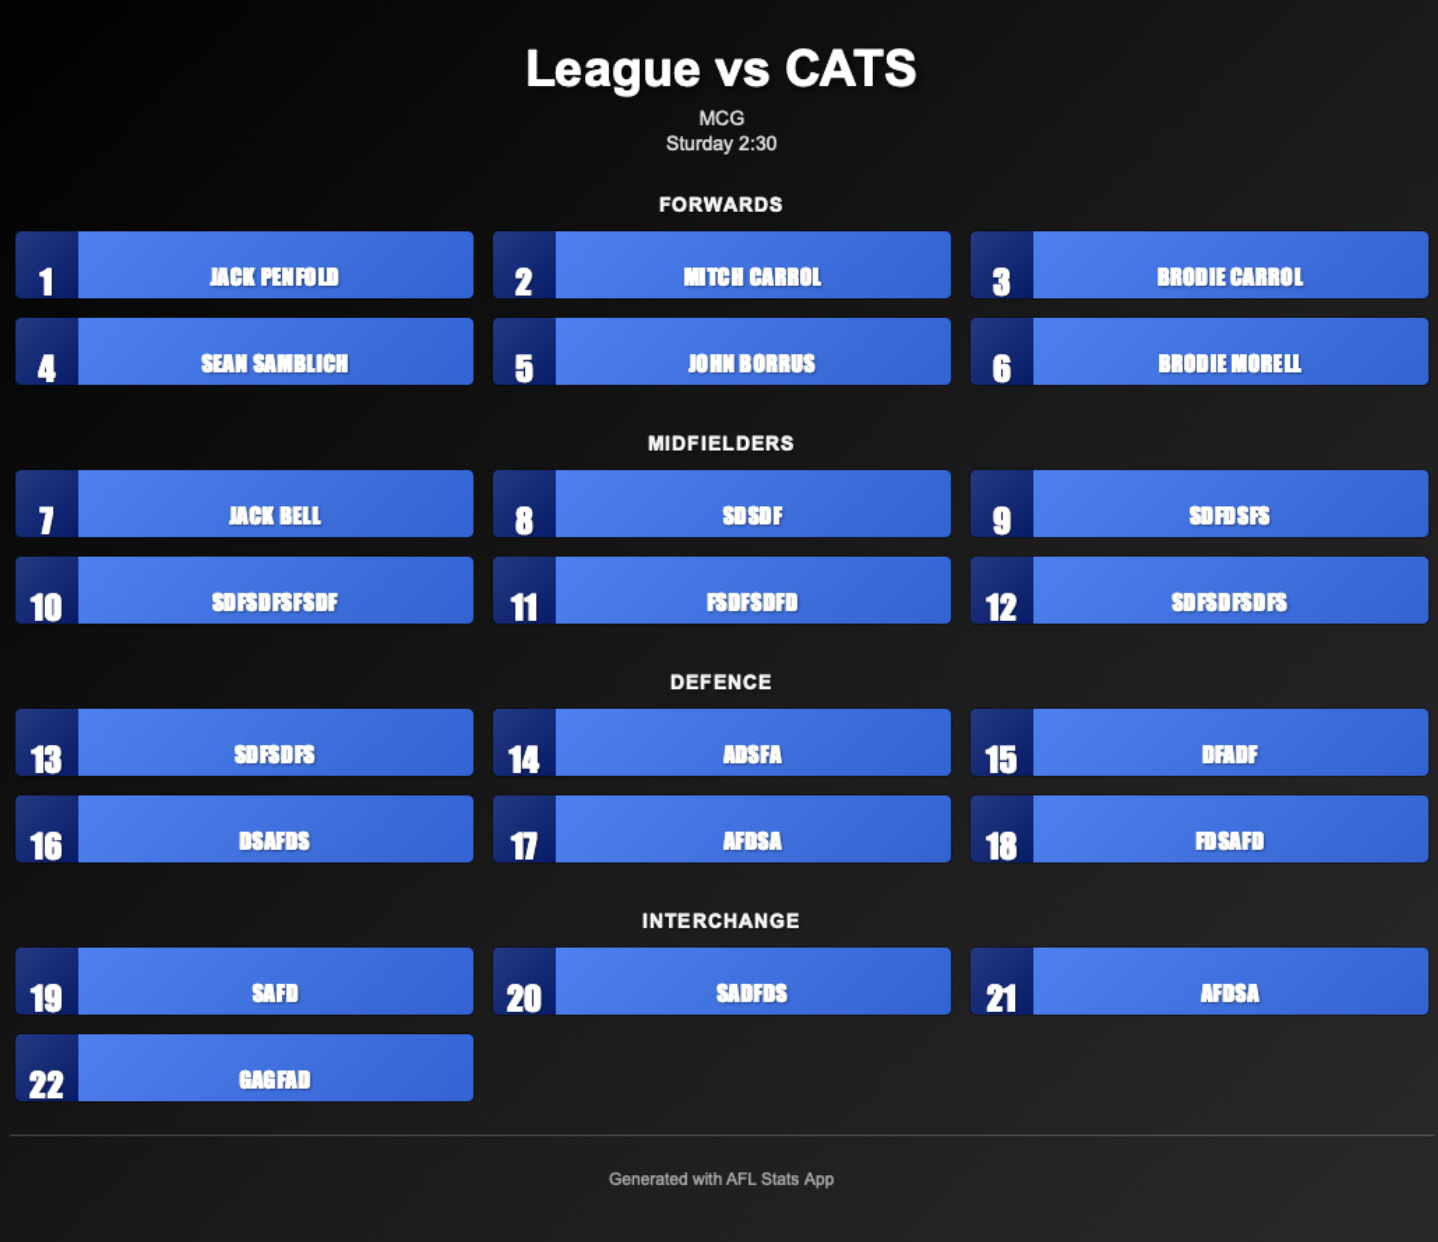 League vs CATS
MCG
Sturday 2:30
FORWARDS
1 JACK PENFOLD
2 MITCH CARROL
3 BRODIE CARROL
4 SEAN SAMBLICH
5 JOHN BORRUS
6 BRODIE MORELL
MIDFIELDERS
7 JACK BELL
8 SDSDF
9 SDFDSFS
10 SDFSDFSFSDF
11 FSDFSDFD
12 SDFSDFSDFS
DEFENCE
13 SDFSDFS
14 ADSFA
15 DFADF
16 DSAFDS
17 AFDSA
18 FDSAFD
INTERCHANGE
19 SAFD
20 SADFDS
21 AFDSA
22 GAGFAD
Generated with AFL Stats App